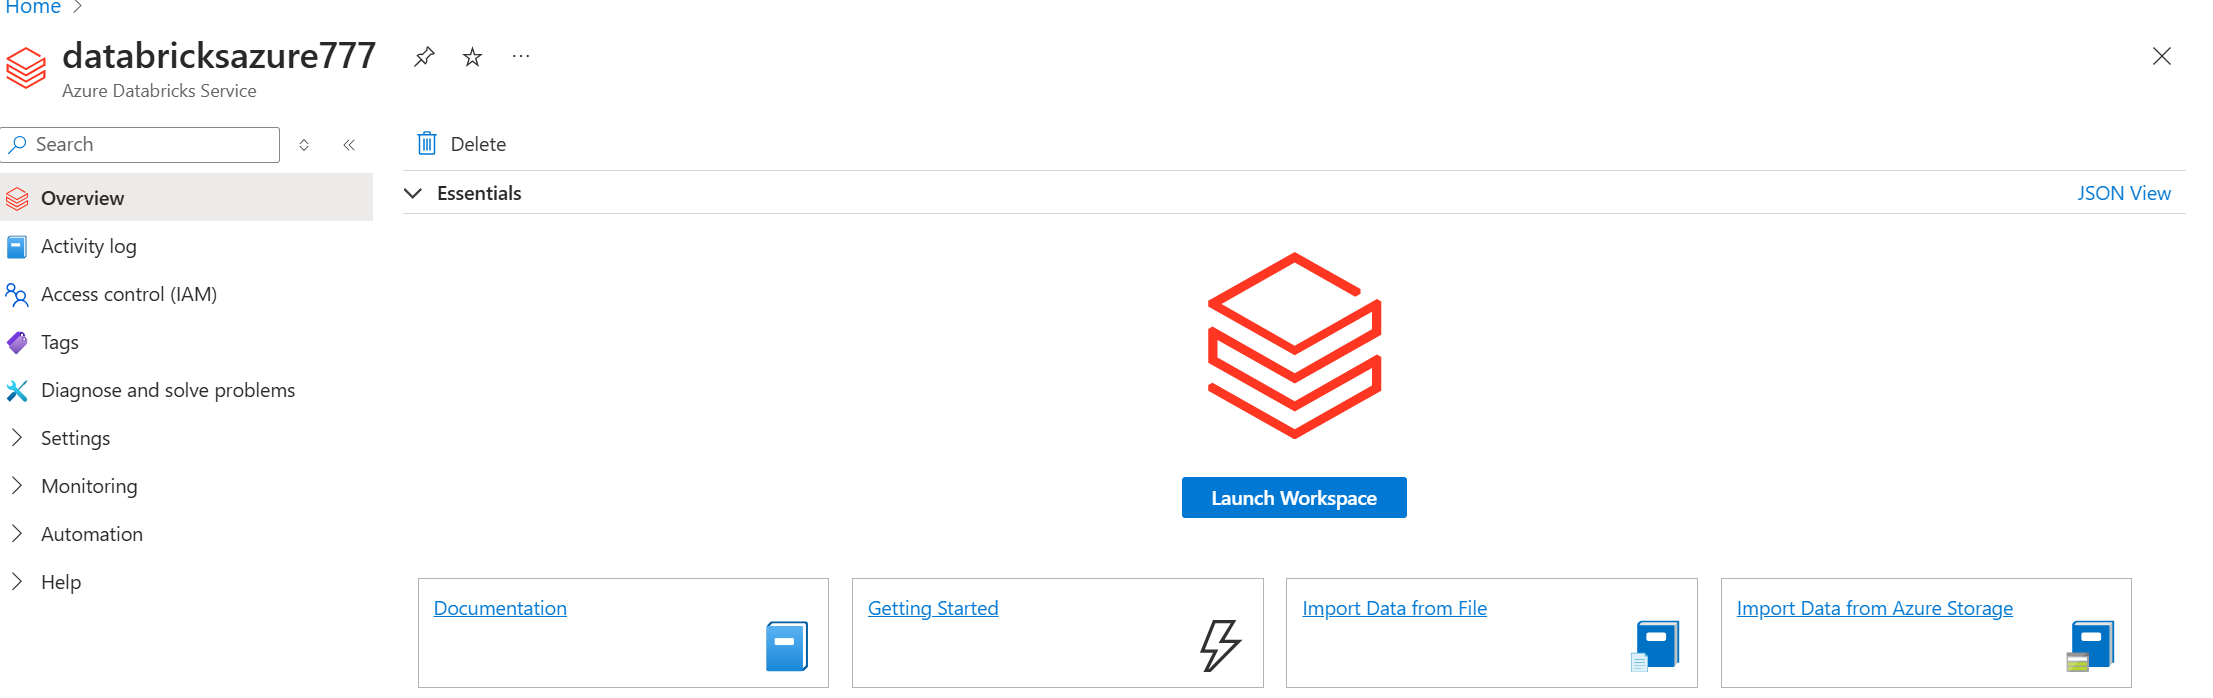 Home
databricksazure777
Azure Databricks Service
Search
Delete
Essentials
JSON View
Overview
Activity log
Access control (IAM)
Tags
Diagnose and solve problems
Settings
Monitoring
Automation
Help
Launch Workspace
Documentation
Getting Started
Import Data from File
Import Data from Azure Storage